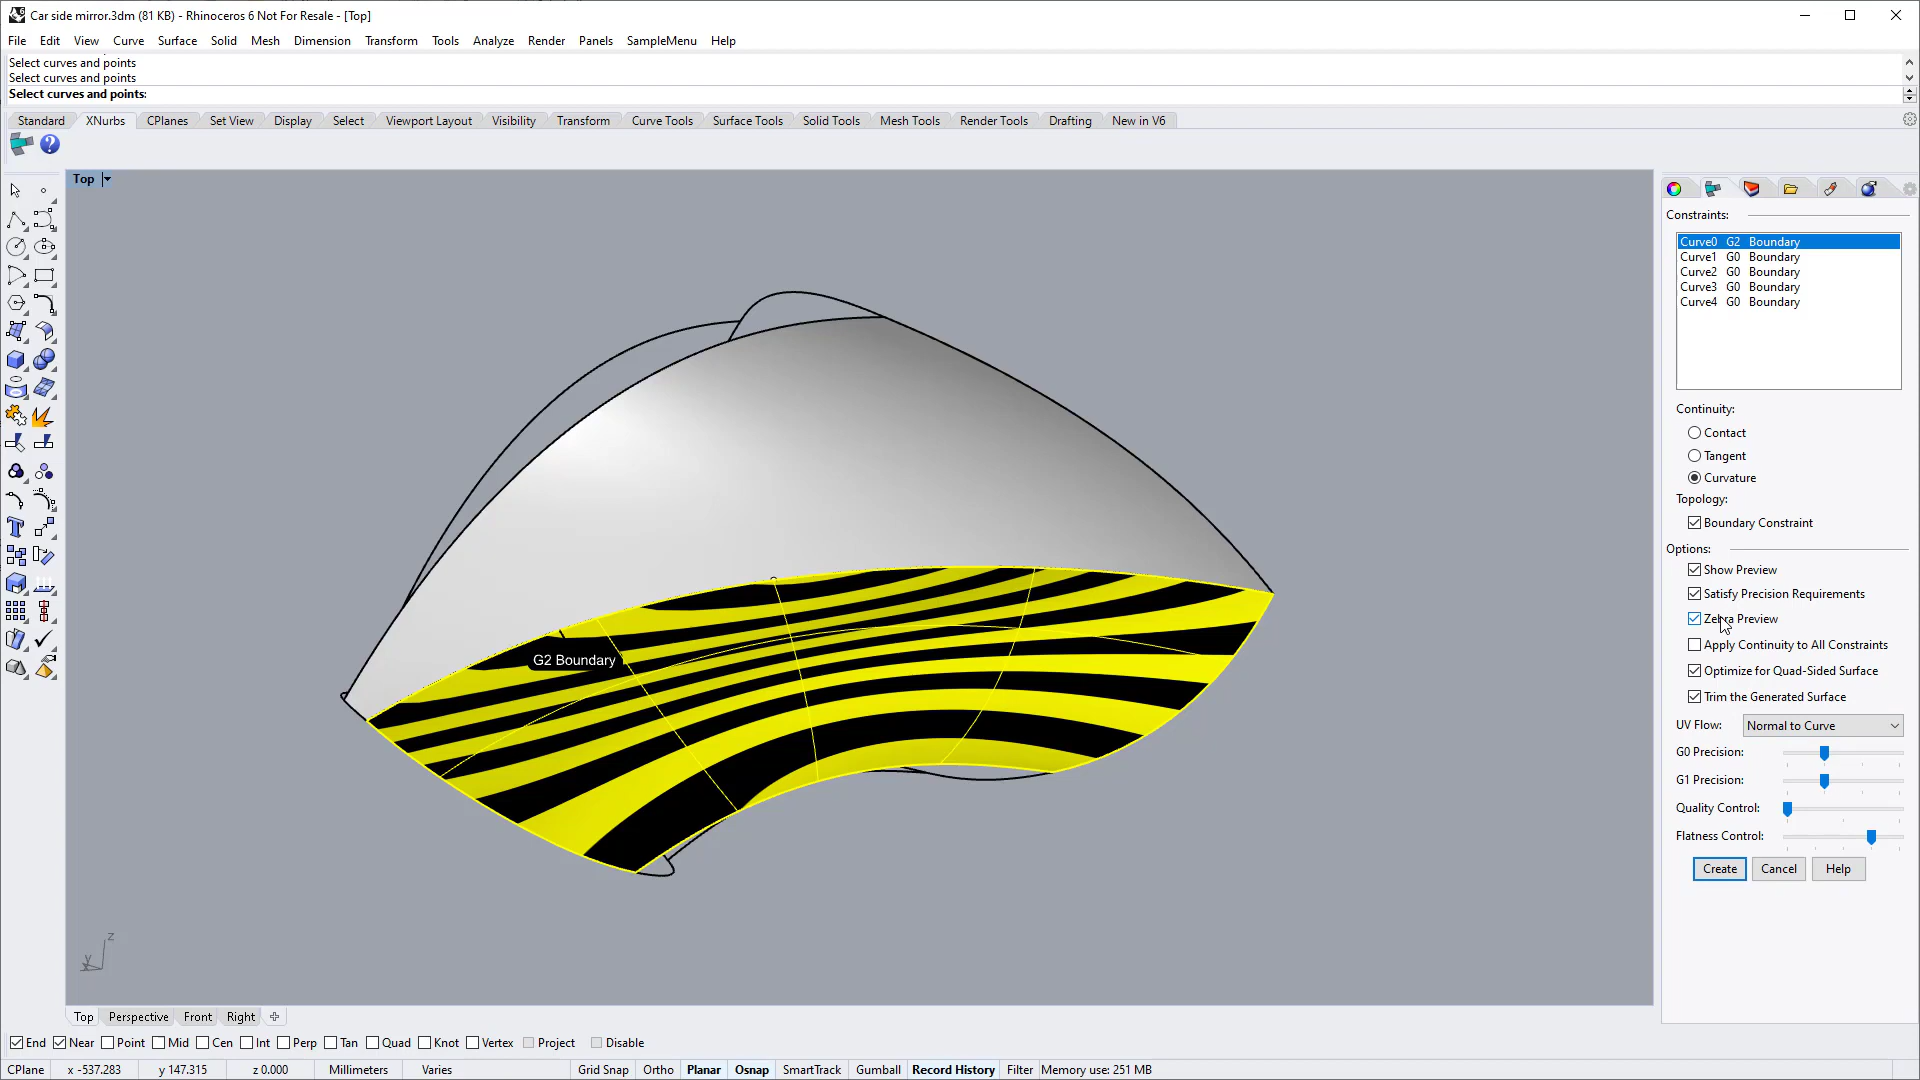 Car side mirror.3dm (81 KB) - Rhinoceros 6 Not For Resale - [Top]
File Edit View Curve Surface Solid Mesh Dimension Transform Tools Analyze Render Panels SampleMenu Help
Select curves and points
Select curves and points
Select curves and points:
Standard XNurbs CPlanes Set View Display Select Viewport Layout Visibility Transform Curve Tools Surface Tools Solid Tools Mesh Tools Render Tools Drafting New in V6
Top
Constraints:
Curve0 G2 Boundary
Curve1 G0 Boundary
Curve2 G0 Boundary
Curve3 G0 Boundary
Curve4 G0 Boundary
Continuity:
Contact
Tangent
Curvature
Topology:
Boundary Constraint
Options:
Show Preview
Satisfy Precision Requirements
Zebra Preview
Apply Continuity to All Constraints
Optimize for Quad-Sided Surface
Trim the Generated Surface
UV Flow: Normal to Curve
G0 Precision:
G1 Precision:
Quality Control:
Flatness Control:
Create Cancel Help
G2 Boundary
z
y
x
Top Perspective Front Right
End Near Point Mid Cen Int Perp Tan Quad Knot Vertex Project Disable
CPlane x -537.283 y 147.315 z 0.000 Millimeters Varies Grid Snap Ortho Planar Osnap SmartTrack Gumball Record History Filter Memory use: 251 MB